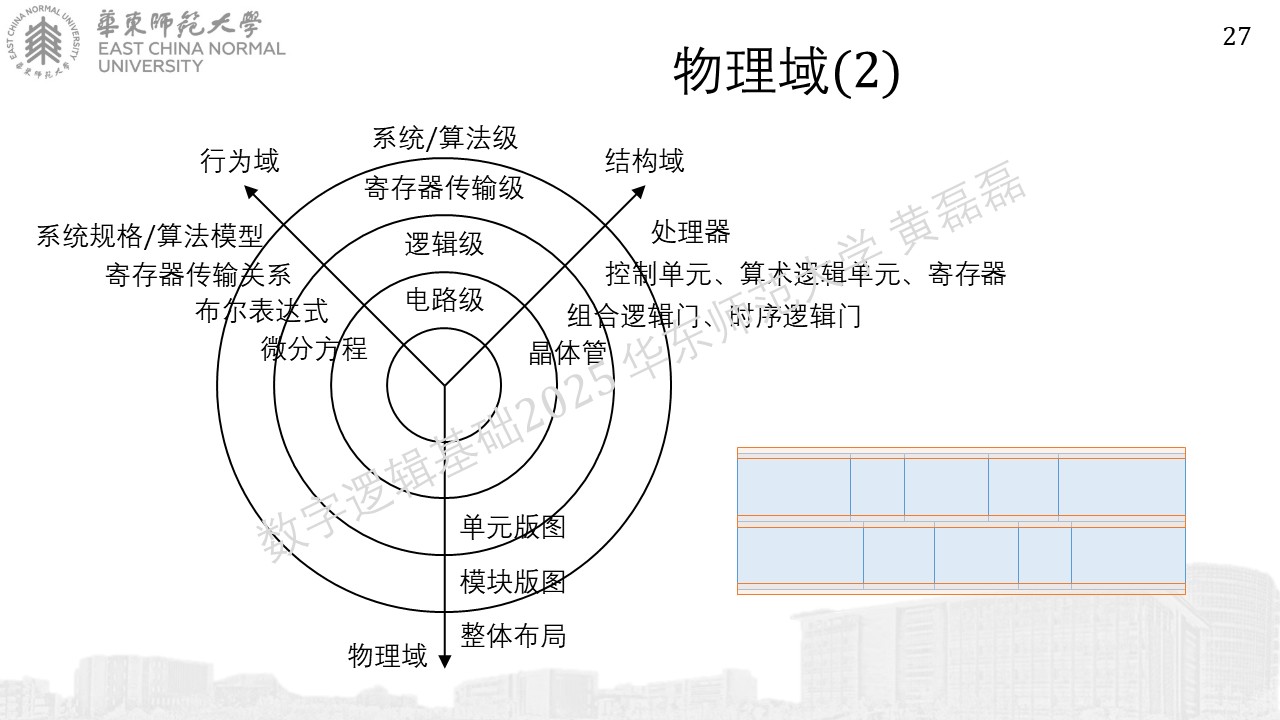 華東師範大學
EAST CHINA NORMAL
UNIVERSITY
EAST CHINA NORMAL UNIVERSITY
華東师范大学
27
物理域(2)
系统/算法级
行为域
结构域
寄存器传输级
系统规格/算法模型
逻辑级
处理器
寄存器传输关系
控制单元、算术逻辑单元、寄存器
电路级
布尔表达式
组合逻辑门、时序逻辑门
微分方程
晶体管
数字逻辑基础2025 华东师范大学 黄磊磊
单元版图
模块版图
整体布局
物理域